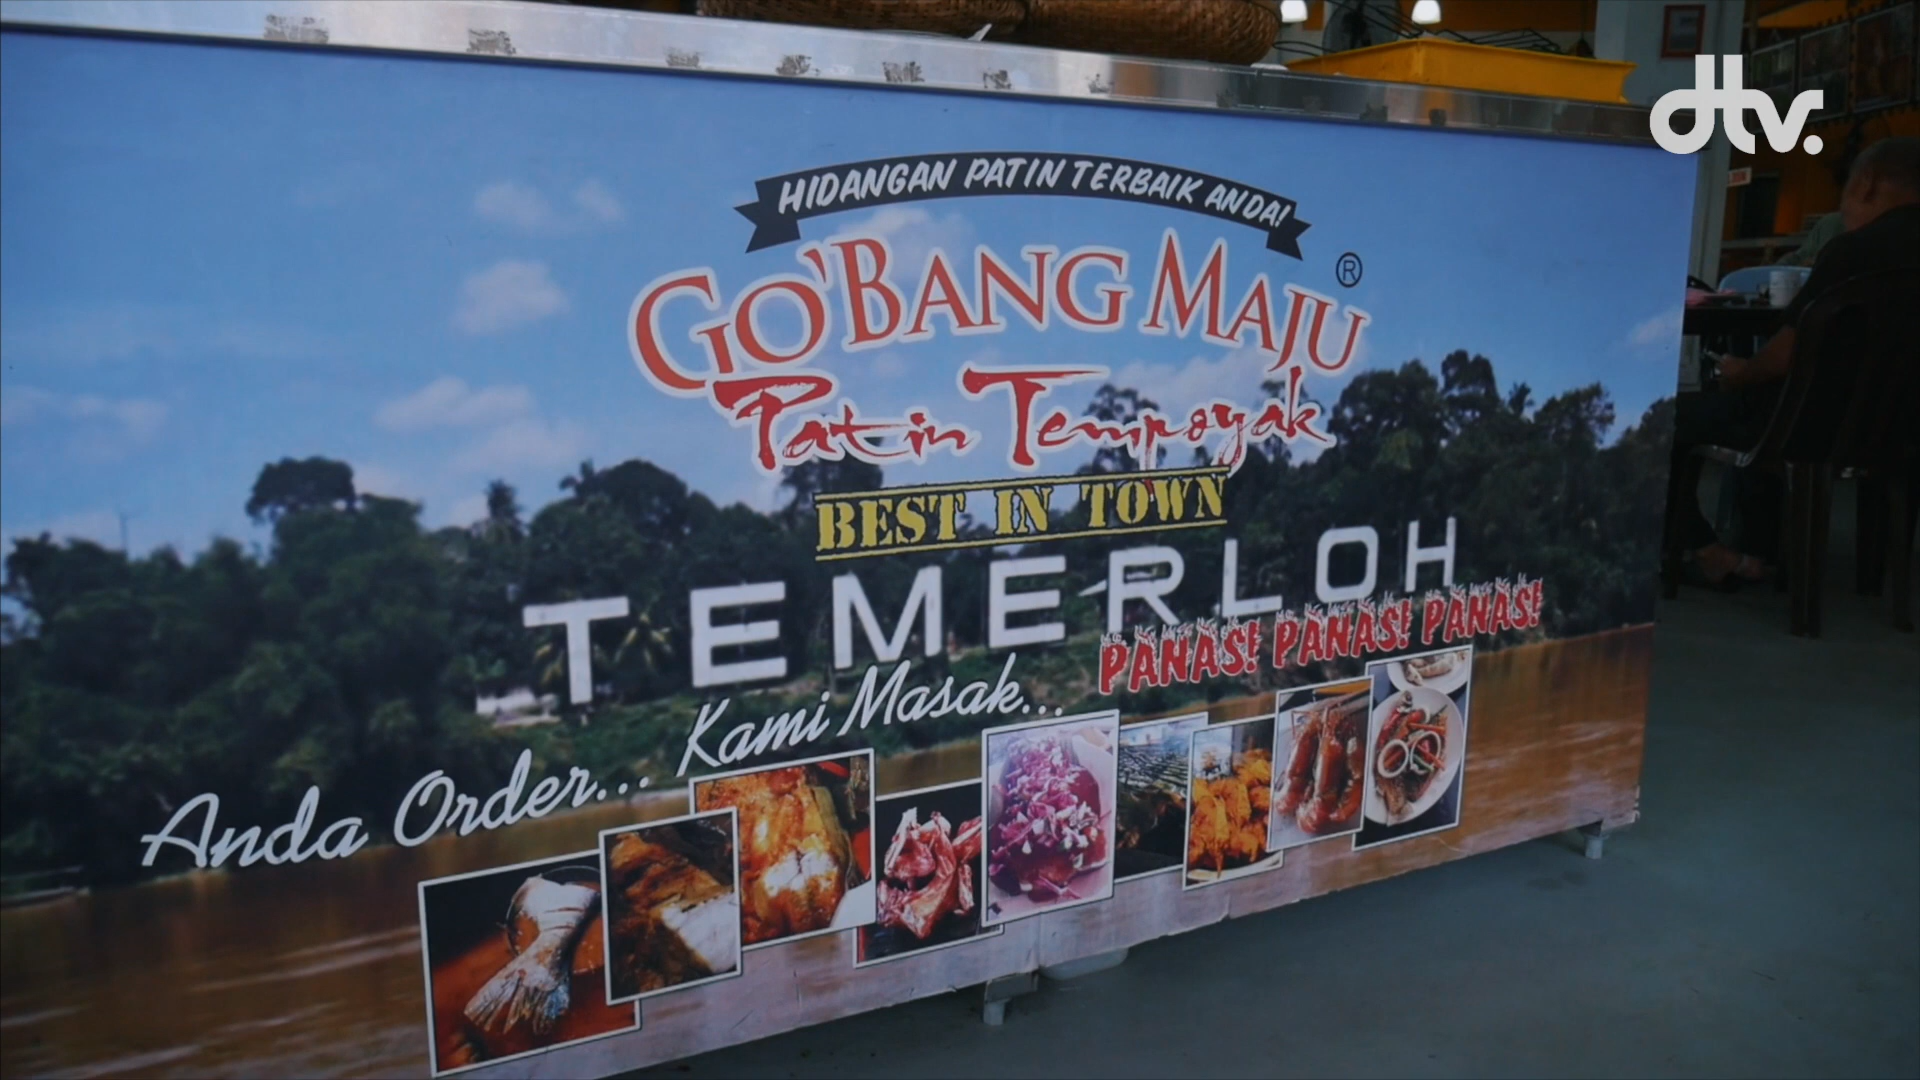 dtv.
HIDANGAN PATIN TERBAIK ANDA!
GO'BANG MAJU ®
Patin Tempoyak
BEST IN TOWN
TEMERLOH
PANAS! PANAS! PANAS!
Anda Order... Kami Masak...